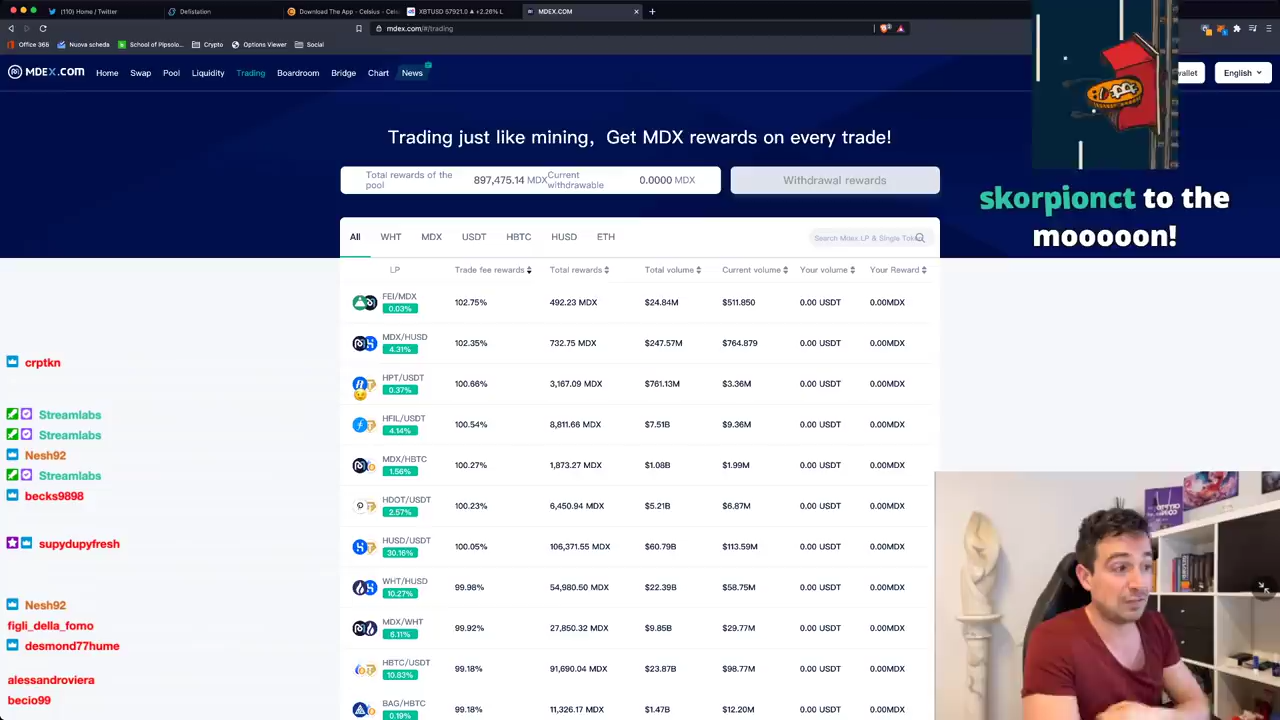 (110) Home / Twitter
Defistation
Download The App - Celsius - Ce
XBTUSD 57921.0 ▲ +2.26% L
MDEX.COM
mdex.com/#/trading
Office 365
Nuova scheda
School of Pipsolo...
Crypto
Options Viewer
Social
MDEX.COM
Home
Swap
Pool
Liquidity
Trading
Boardroom
Bridge
Chart
News
English
Trading just like mining, Get MDX rewards on every trade!
Total rewards of the pool
897,475.14 MDX
Current withdrawable
0.0000 MDX
Withdrawal rewards
skorpionct to the
mooooon!
All WHT MDX USDT HBTC HUSD ETH
Search Mdex LP & Single Token
LP Trade fee rewards Total rewards Total volume Current volume Your volume Your Reward
FEI/MDX
0.03%
102.75% 492.23 MDX $24.84M $511.850 0.00 USDT 0.00MDX
MDX/HUSD
4.31%
102.35% 732.75 MDX $247.57M $764.879 0.00 USDT 0.00MDX
HPT/USDT
0.37%
100.66% 3,167.09 MDX $761.13M $3.36M 0.00 USDT 0.00MDX
HFIL/USDT
4.14%
100.54% 8,811.66 MDX $7.51B $9.36M 0.00 USDT 0.00MDX
MDX/HBTC
1.56%
100.27% 1,873.27 MDX $1.08B $1.99M 0.00 USDT 0.00MDX
HDOT/USDT
2.57%
100.23% 6,450.94 MDX $5.21B $6.87M 0.00 USDT 0.00MDX
HUSD/USDT
30.16%
100.05% 106,371.55 MDX $60.79B $113.59M 0.00 USDT 0.00MDX
WHT/HUSD
10.27%
99.98% 54,980.50 MDX $22.39B $58.75M 0.00 USDT 0.00MDX
MDX/WHT
6.11%
99.92% 27,850.32 MDX $9.85B $29.77M 0.00 USDT 0.00MDX
HBTC/USDT
10.83%
99.18% 91,690.04 MDX $23.87B $98.77M 0.00 USDT 0.00MDX
BAG/HBTC
0.19%
99.18% 11,326.17 MDX $1.47B $12.20M 0.00 USDT 0.00MDX
crptkn
Streamlabs
Streamlabs
Nesh92
Streamlabs
becks9898
supydupyfresh
Nesh92
figli_della_fomo
desmond77hume
alessandroviera
becio99